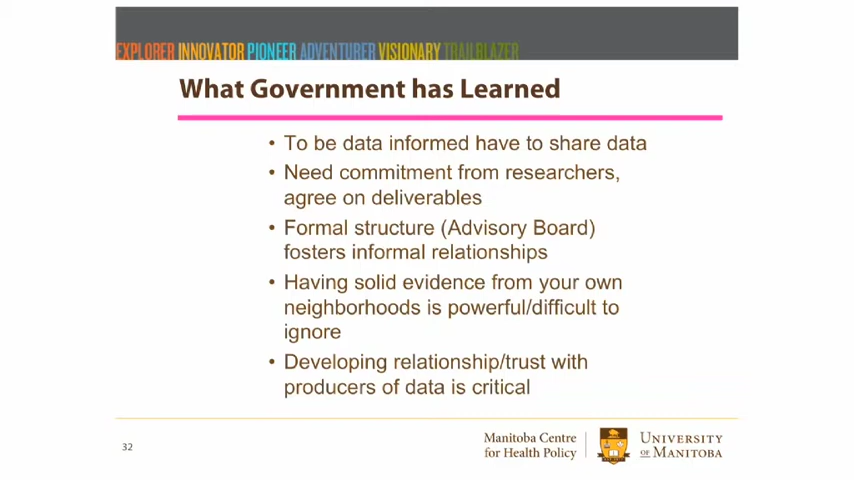 EXPLORER INNOVATOR PIONEER ADVENTURER VISIONARY TRAILBLAZER
What Government has Learned
• To be data informed have to share data
• Need commitment from researchers,
agree on deliverables
• Formal structure (Advisory Board)
fosters informal relationships
• Having solid evidence from your own
neighborhoods is powerful/difficult to
ignore
• Developing relationship/trust with
producers of data is critical
32
Manitoba Centre
for Health Policy
UNIVERSITY
OF MANITOBA